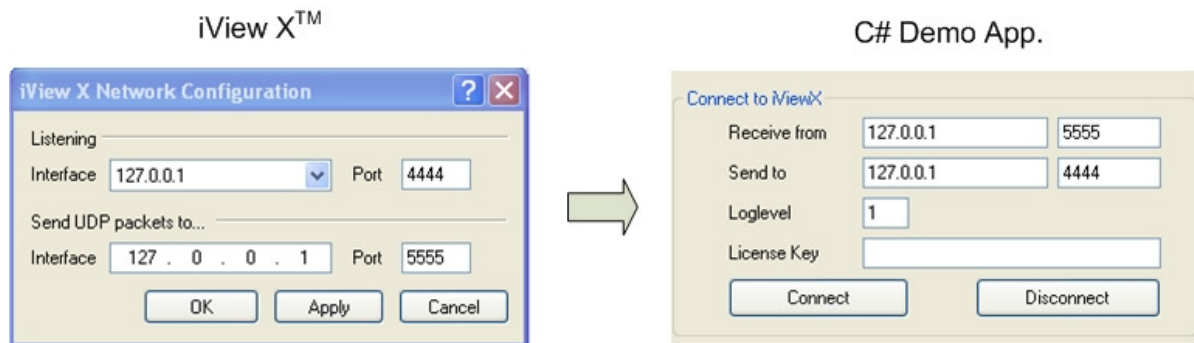 iView X™
iView X Network Configuration
?
X
Listening
Interface 127.0.0.1 Port 4444
Send UDP packets to...
Interface 127 . 0 . 0 . 1 Port 5555
OK Apply Cancel
C# Demo App.
Connect to iViewX
Receive from 127.0.0.1 5555
Send to 127.0.0.1 4444
Loglevel 1
License Key
Connect Disconnect